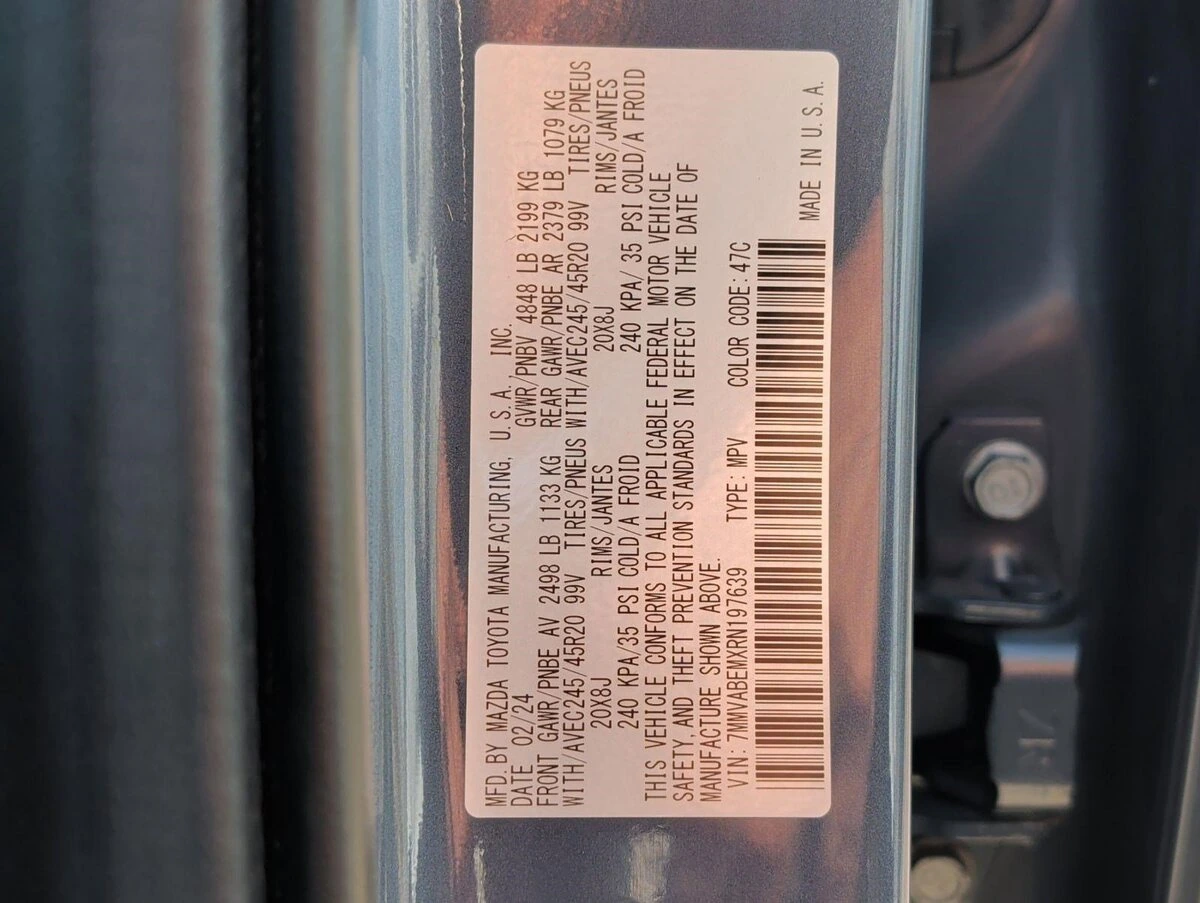 MFD.BY MAZDA TOYOTA MANUFACTURING, U.S.A. INC.
DATE 02/24 GVWR/PNBV 4848 LB 2199 KG
FRONT GAWR/PNBE AV 2498 LB 1133 KG REAR GAWR/PNBE AR 2379 LB 1079 KG
WITH/AVEC245/45R20 99V TIRES/PNEUS WITH/AVEC245/45R20 99V TIRES/PNEUS
20X8J RIMS/JANTES 20X8J RIMS/JANTES
240 KPA/35 PSI COLD/A FROID 240 KPA/ 35 PSI COLD/A FROID
THIS VEHICLE CONFORMS TO ALL APPLICABLE FEDERAL MOTOR VEHICLE
SAFETY, AND THEFT PREVENTION STANDARDS IN EFFECT ON THE DATE OF
MANUFACTURE SHOWN ABOVE.
VIN: 7MMVABEMXRN197639 TYPE: MPV COLOR CODE: 47C
MADE IN U.S.A.